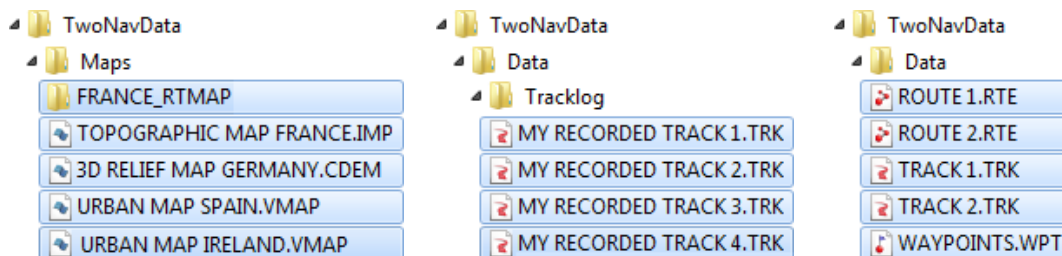 TwoNavData
Maps
FRANCE_RTMAP
TOPOGRAPHIC MAP FRANCE.IMP
3D RELIEF MAP GERMANY.CDEM
URBAN MAP SPAIN.VMAP
URBAN MAP IRELAND.VMAP
TwoNavData
Data
Tracklog
MY RECORDED TRACK 1.TRK
MY RECORDED TRACK 2.TRK
MY RECORDED TRACK 3.TRK
MY RECORDED TRACK 4.TRK
TwoNavData
Data
ROUTE 1.RTE
ROUTE 2.RTE
TRACK 1.TRK
TRACK 2.TRK
WAYPOINTS.WPT